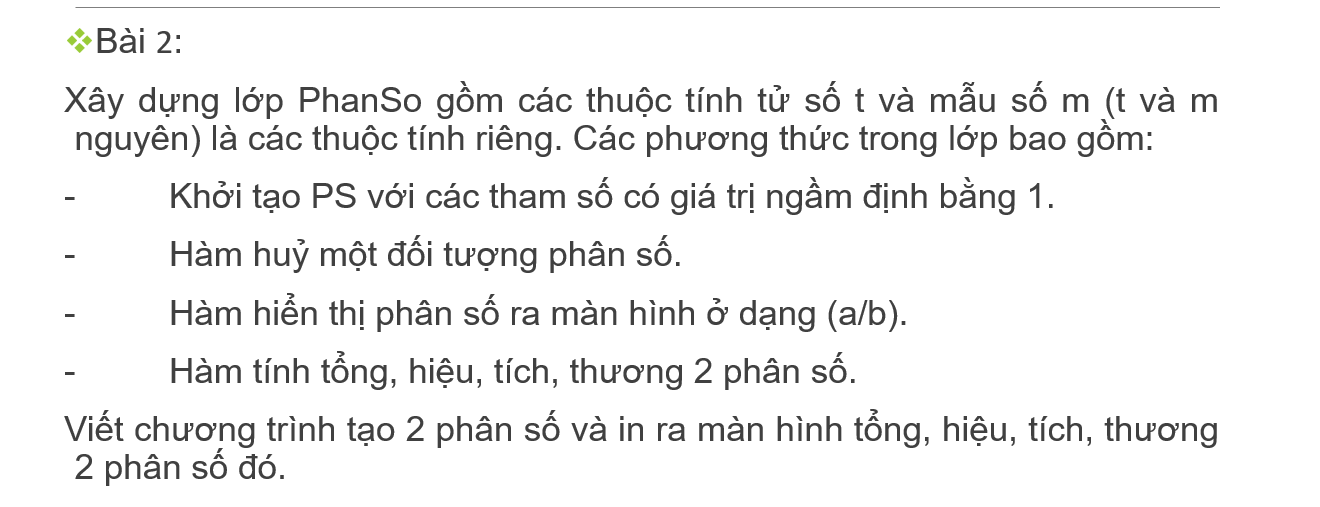 ❖Bài 2:
Xây dựng lớp PhanSo gồm các thuộc tính tử số t và mẫu số m (t và m
nguyên) là các thuộc tính riêng. Các phương thức trong lớp bao gồm:
- Khởi tạo PS với các tham số có giá trị ngầm định bằng 1.
- Hàm huỷ một đối tượng phân số.
- Hàm hiển thị phân số ra màn hình ở dạng (a/b).
- Hàm tính tổng, hiệu, tích, thương 2 phân số.
Viết chương trình tạo 2 phân số và in ra màn hình tổng, hiệu, tích, thương
2 phân số đó.